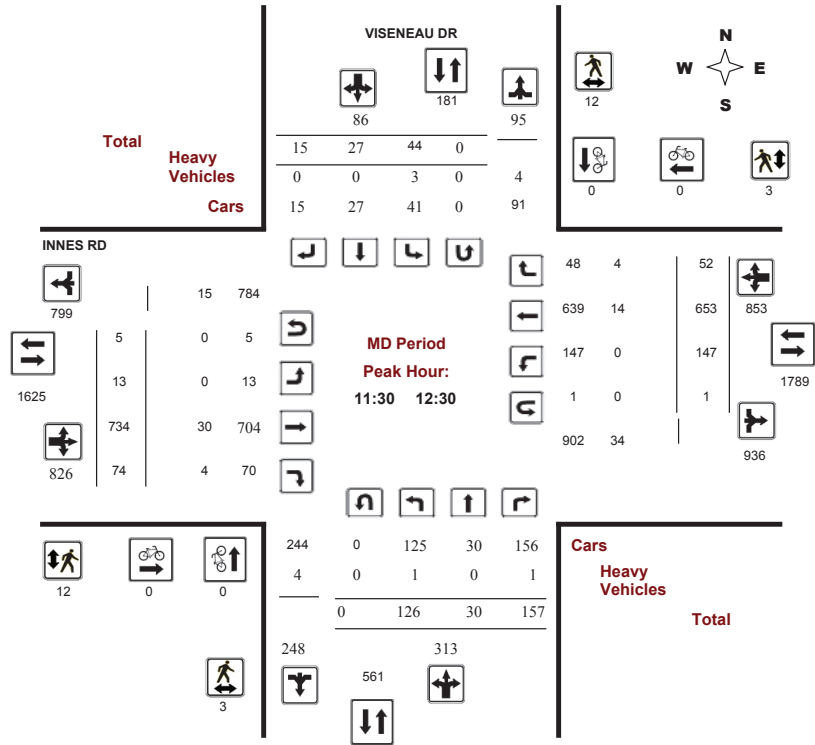 VISENEAU DR
N
W E
S
181
86 95
12
Total 15 27 44 0
Heavy
Vehicles 0 0 3 0 4
Cars 15 27 41 0 91
0 0 3
INNES RD
48 4 52
799 15 784
639 14 653 853
5 0 5
MD Period
147 0 147
Peak Hour:
1625 13 0 13
11:30 12:30
1789
1 0 1
734 30 704
902 34
936
826 74 4 70
244 0 125 30 156 Cars
4 0 1 0 1 Heavy
Vehicles
12 0 0
0 126 30 157 Total
248 313
561
3